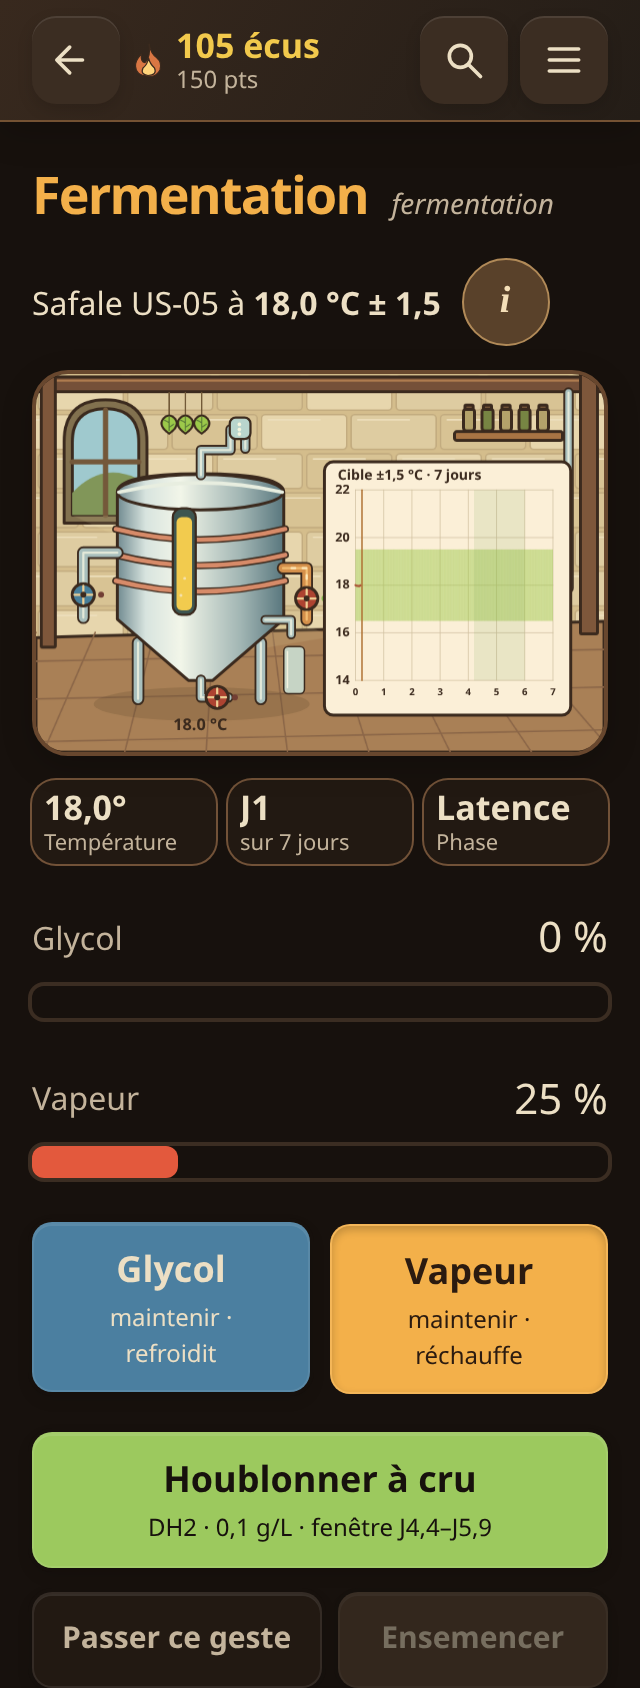 105 écus
150 pts
Fermentation fermentation
Safale US-05 à 18,0 °C ± 1,5 i
Cible ±1,5 °C · 7 jours
22
20
18
16
14
0 1 2 3 4 5 6 7
18.0 °C
18,0°
Température
J1
sur 7 jours
Latence
Phase
Glycol 0 %
Vapeur 25 %
Glycol
maintenir ·
refroidit
Vapeur
maintenir ·
réchauffe
Houblonner à cru
DH2 · 0,1 g/L · fenêtre J4,4–J5,9
Passer ce geste
Ensemencer